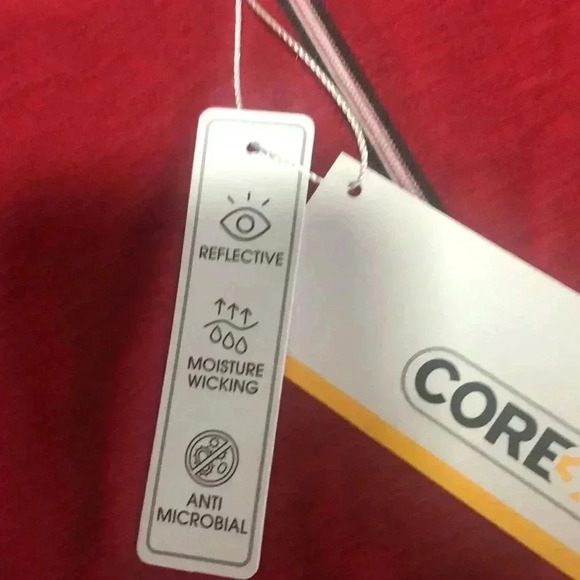 REFLECTIVE
MOISTURE
WICKING
ANTI
MICROBIAL
CORE